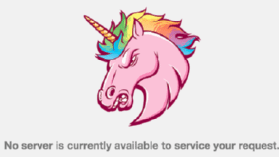 No server is currently available to service your request.